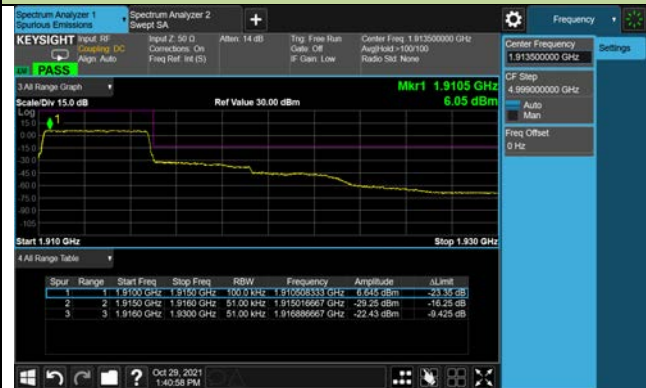 Spectrum Analyzer 1
Spurious Emissions
Spectrum Analyzer 2
Swept SA
+
Frequency
KEYSIGHT
Input: RF
Coupling: DC
Align: Auto
Input Z: 50 Ω
Corrections: On
Freq Ref: Int (S)
Atten: 14 dB
Trig: Free Run
Gate: Off
IF Gain: Low
Center Freq: 1.913500000 GHz
Avg|Hold:>100/100
Radio Std: None
PASS
Center Frequency
1.913500000 GHz
Settings
CF Step
4.999000000 GHz
Auto
Man
Freq Offset
0 Hz
3 All Range Graph
Mkr1 1.9105 GHz
6.05 dBm
Scale/Div 15.0 dB
Ref Value 30.00 dBm
Log
15.0
0.00
-15.0
-30.0
-45.0
-60.0
-75.0
-90.0
-105
1
Start 1.910 GHz
Stop 1.930 GHz
4 All Range Table
Spur Range Start Freq Stop Freq RBW Frequency Amplitude ΔLimit
1 1 1.9100 GHz 1.9150 GHz 100.0 kHz 1.910508333 GHz 6.645 dBm -23.35 dB
2 2 1.9150 GHz 1.9160 GHz 51.00 kHz 1.915016667 GHz -29.25 dBm -16.25 dB
3 3 1.9160 GHz 1.9300 GHz 51.00 kHz 1.916886667 GHz -22.43 dBm -9.425 dB
?
Oct 29, 2021
1:40:58 PM